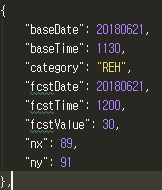 {
"baseDate": 20180621,
"baseTime": 1130,
"category": "REH",
"fcstDate": 20180621,
"fcstTime": 1200,
"fcstValue": 30,
"nx": 89,
"ny": 91
},